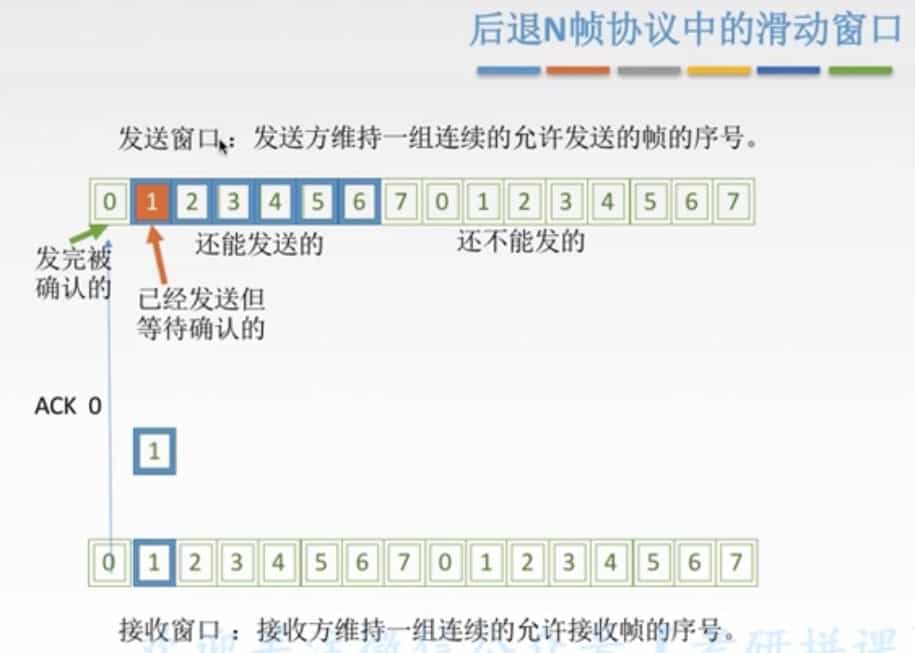 后退N帧协议中的滑动窗口
发送窗口：发送方维持一组连续的允许发送的帧的序号。
0 1 2 3 4 5 6 7 0 1 2 3 4 5 6 7
还能发送的 还不能发的
发完被
确认的
已经发送但
等待确认的
ACK 0
1
0 1 2 3 4 5 6 7 0 1 2 3 4 5 6 7
接收窗口：接收方维持一组连续的允许接收帧的序号。